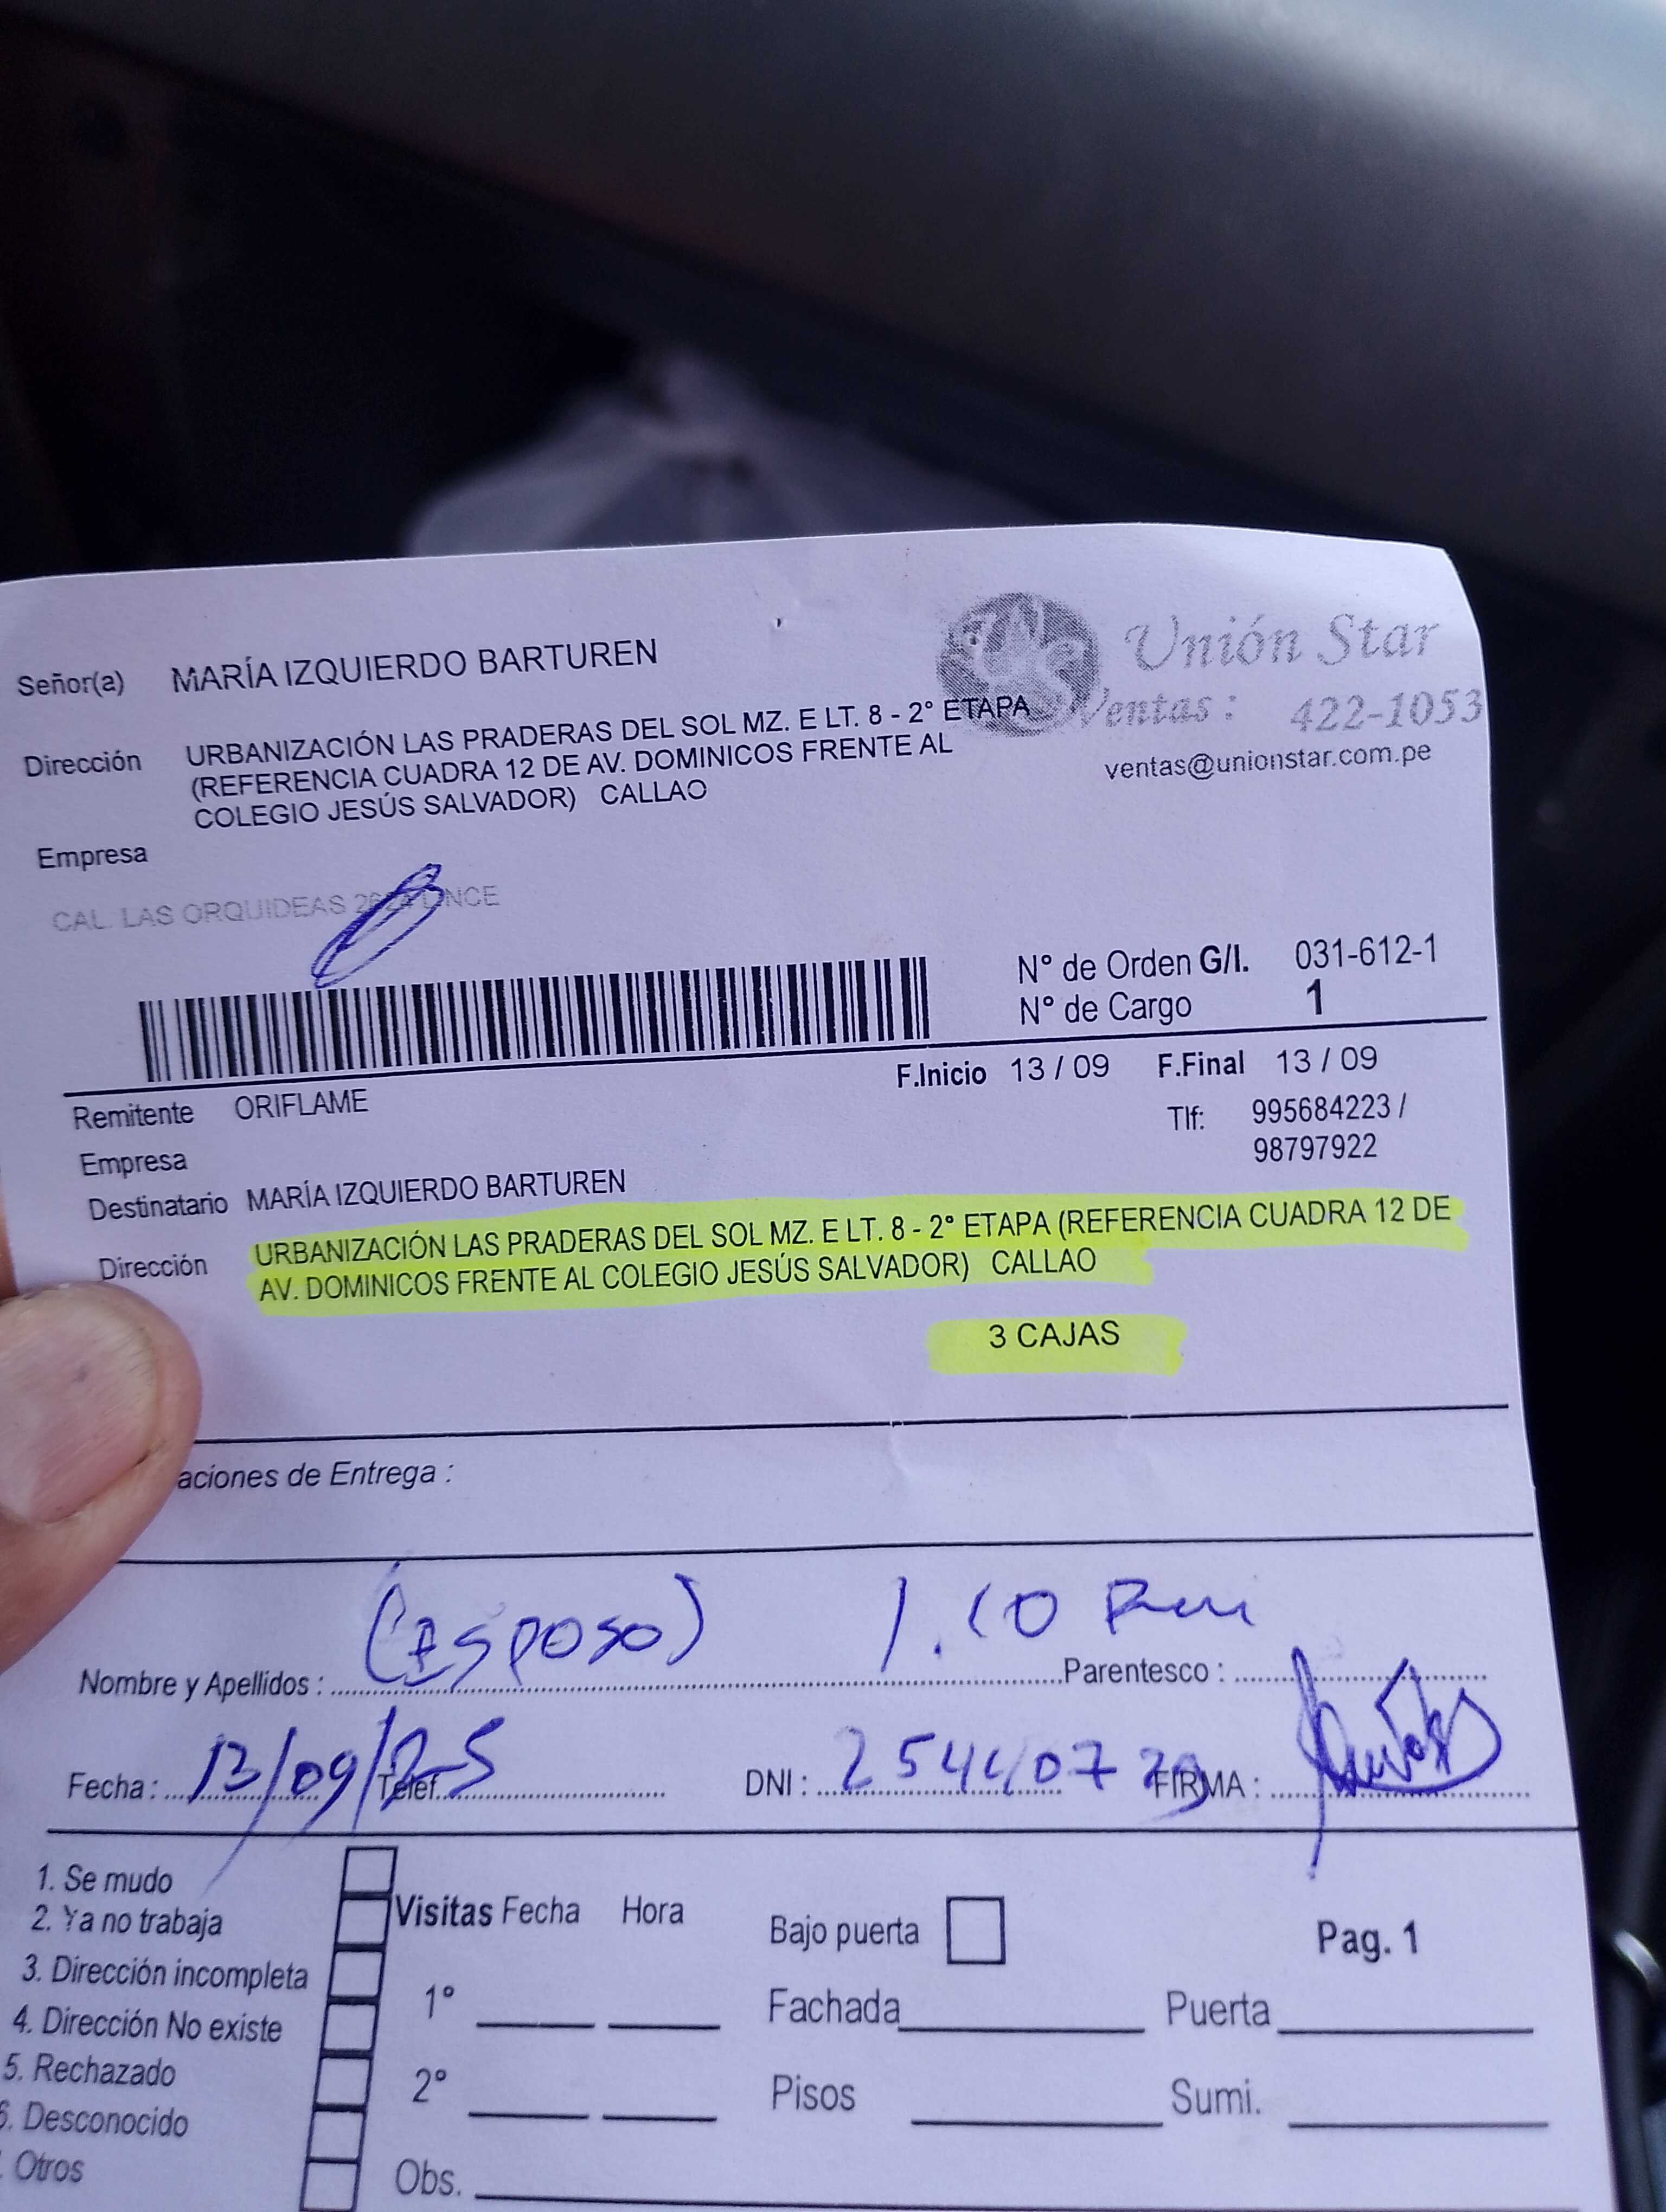 Unión Star
Señor(a) MARÍA IZQUIERDO BARTUREN
Ventas : 422-1053
Dirección URBANIZACIÓN LAS PRADERAS DEL SOL MZ. E LT. 8 - 2° ETAPA
(REFERENCIA CUADRA 12 DE AV. DOMINICOS FRENTE AL
COLEGIO JESÚS SALVADOR) CALLAO
ventas@unionstar.com.pe
Empresa
CAL. LAS ORQUIDEAS
N° de Orden G/I. 031-612-1
N° de Cargo 1
F.Inicio 13 / 09 F.Final 13 / 09
Remitente ORIFLAME
Tlf: 995684223 /
98797922
Empresa
Destinatario MARÍA IZQUIERDO BARTUREN
Dirección URBANIZACIÓN LAS PRADERAS DEL SOL MZ. E LT. 8 - 2° ETAPA (REFERENCIA CUADRA 12 DE
AV. DOMINICOS FRENTE AL COLEGIO JESÚS SALVADOR) CALLAO
3 CAJAS
aciones de Entrega :
(Esposo) 1.10
Nombre y Apellidos : Parentesco :
Fecha : 13/09/25 Telef. DNI : FIRMA :
1. Se mudo
2. Ya no trabaja
3. Dirección incompleta
4. Dirección No existe
5. Rechazado
6. Desconocido
Otros
Visitas Fecha Hora
1°
2°
Obs.
Bajo puerta
Pag. 1
Fachada Puerta
Pisos Sumi.